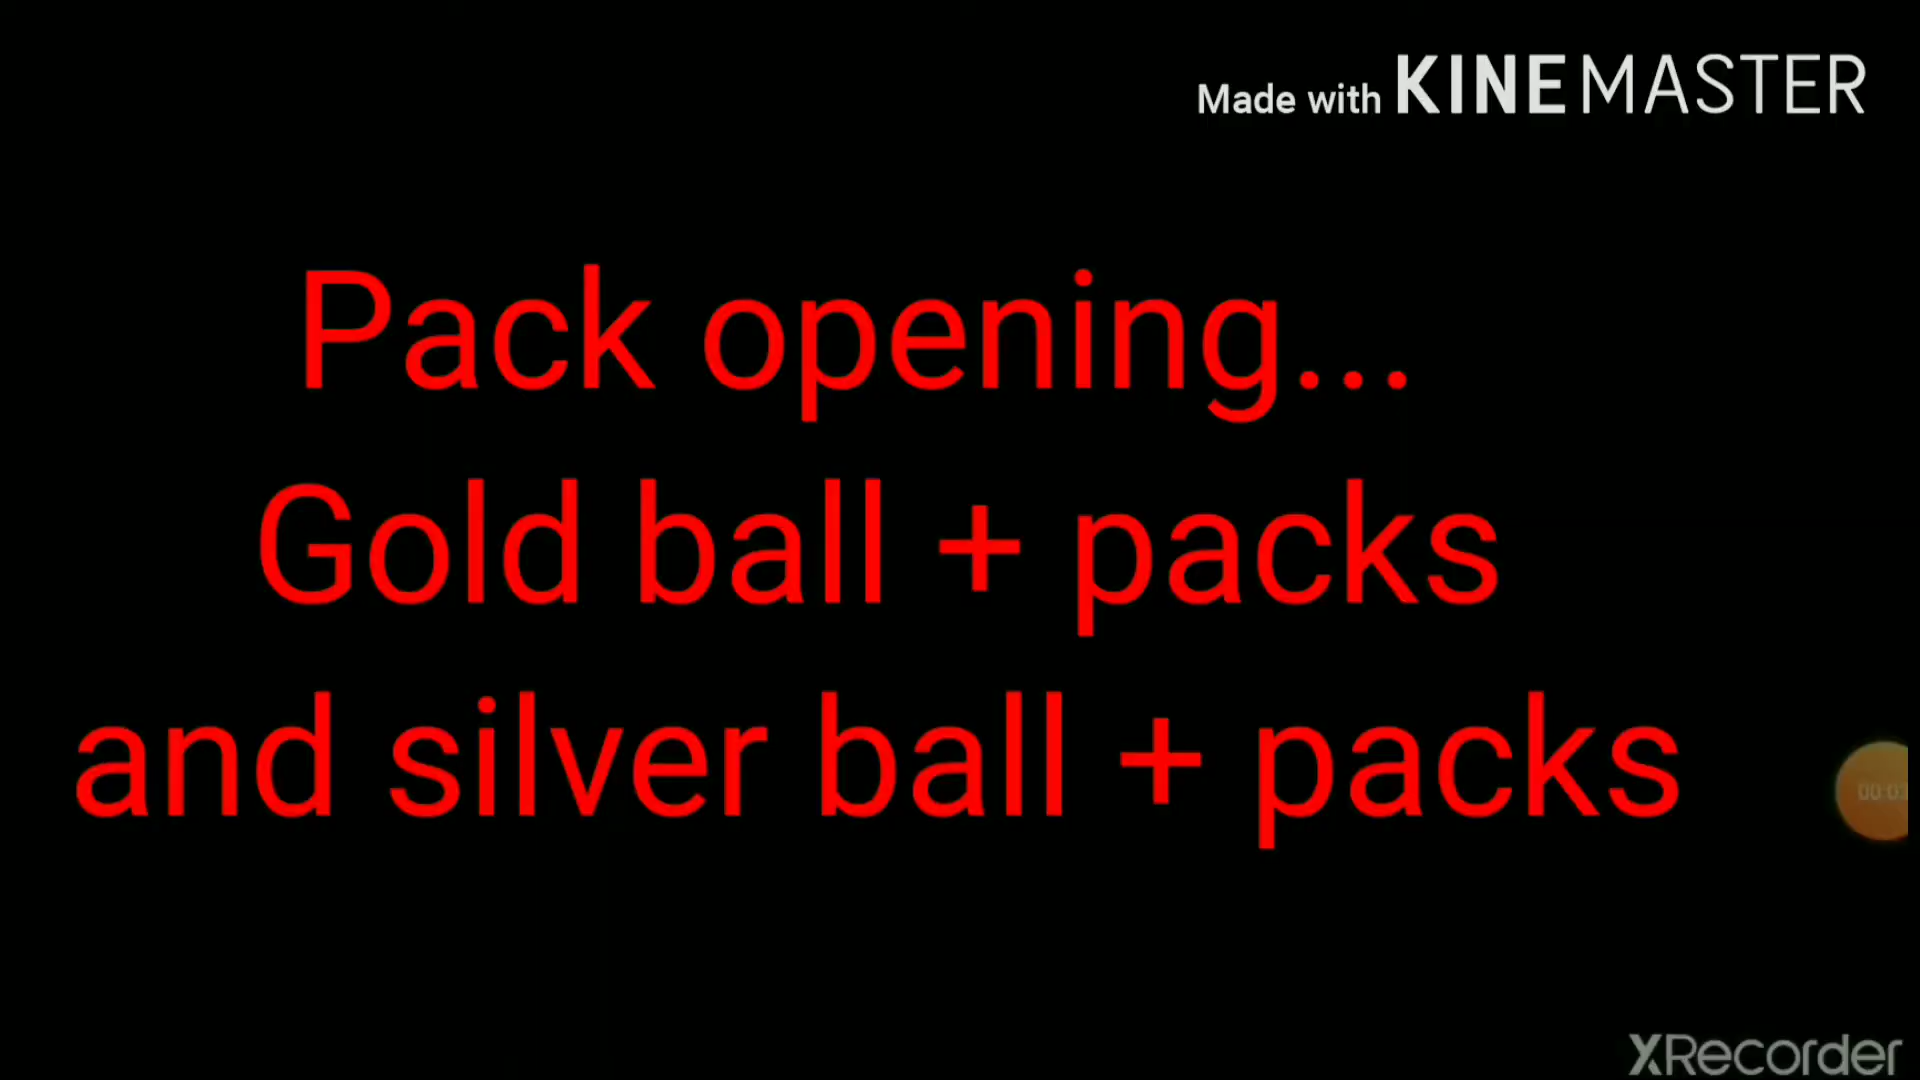 Made with KINEMASTER
Pack opening...
Gold ball + packs
and silver ball + packs
XRecorder